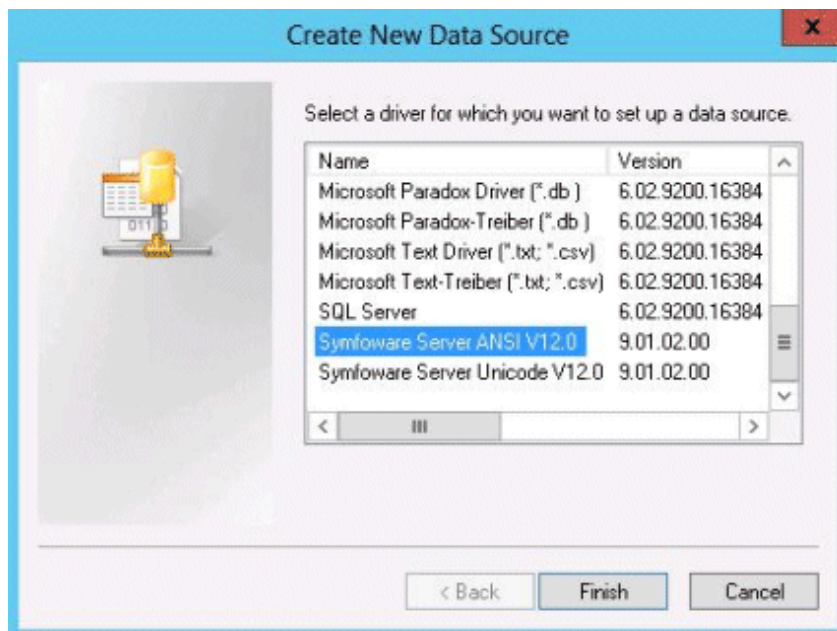 Create New Data Source
x
Select a driver for which you want to set up a data source.
Name Version
Microsoft Paradox Driver (*.db ) 6.02.9200.16384
Microsoft Paradox-Treiber (*.db ) 6.02.9200.16384
Microsoft Text Driver (*.txt; *.csv) 6.02.9200.16384
Microsoft Text-Treiber (*.txt; *.csv) 6.02.9200.16384
SQL Server 6.02.9200.16384
Symfoware Server ANSI V12.0 9.01.02.00
Symfoware Server Unicode V12.0 9.01.02.00
< Back Finish Cancel